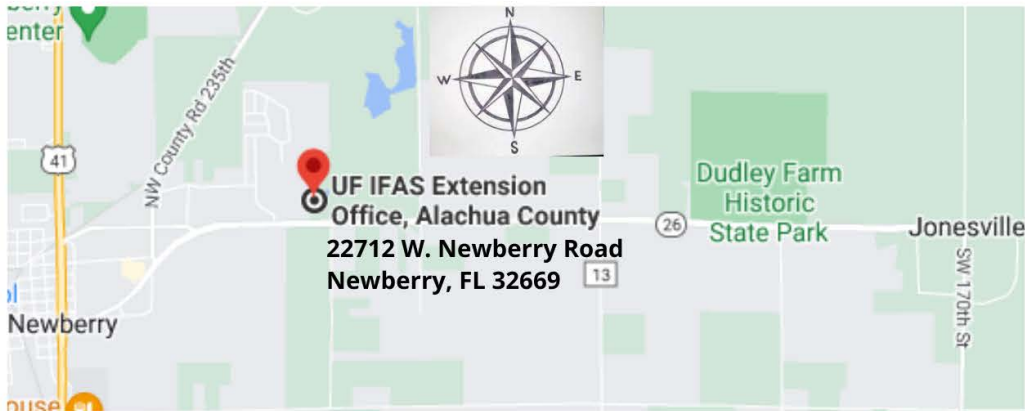 enter
41
NW County Rd 235th
N
W
E
S
UF IFAS Extension
Office, Alachua County
22712 W. Newberry Road
Newberry, FL 32669
26
13
Dudley Farm
Historic
State Park
Jonesville
SW 170th St
Newberry